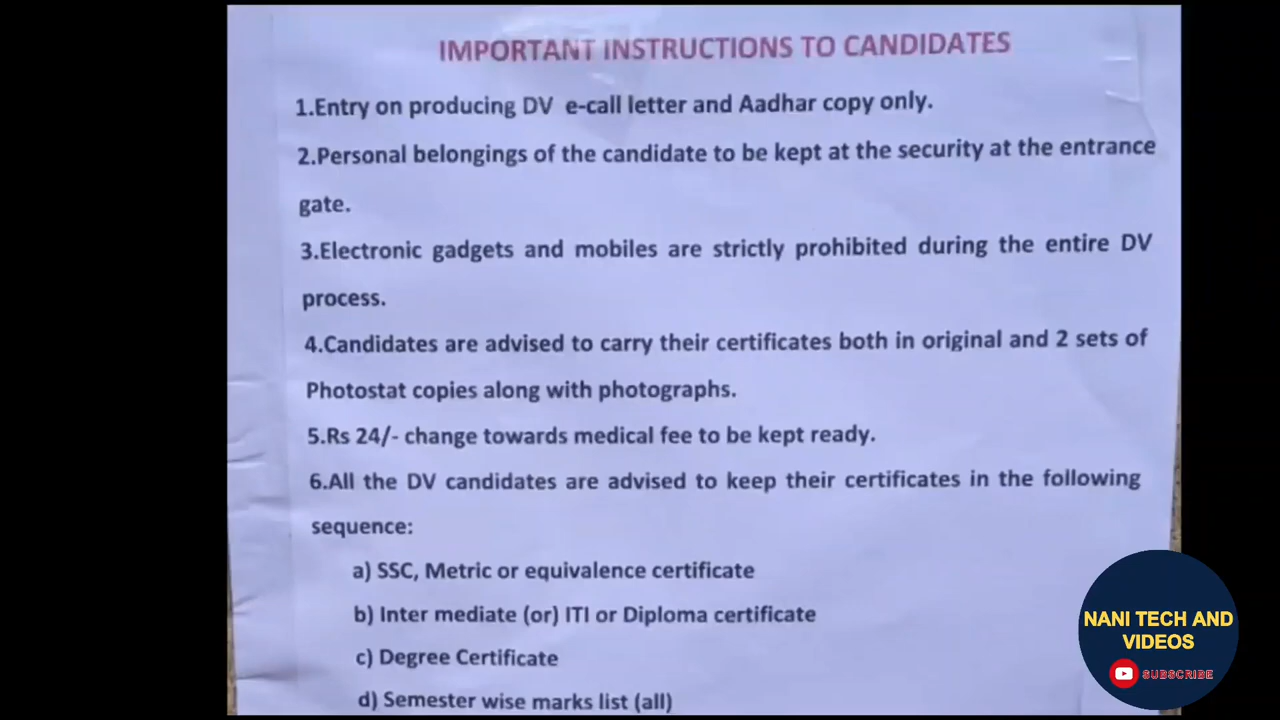 IMPORTANT INSTRUCTIONS TO CANDIDATES
1.Entry on producing DV e-call letter and Aadhar copy only.
2.Personal belongings of the candidate to be kept at the security at the entrance
gate.
3.Electronic gadgets and mobiles are strictly prohibited during the entire DV
process.
4.Candidates are advised to carry their certificates both in original and 2 sets of
Photostat copies along with photographs.
5.Rs 24/- change towards medical fee to be kept ready.
6.All the DV candidates are advised to keep their certificates in the following
sequence:
a) SSC, Metric or equivalence certificate
b) Inter mediate (or) ITI or Diploma certificate
c) Degree Certificate
d) Semester wise marks list (all)
NANI TECH AND
VIDEOS
SUBSCRIBE